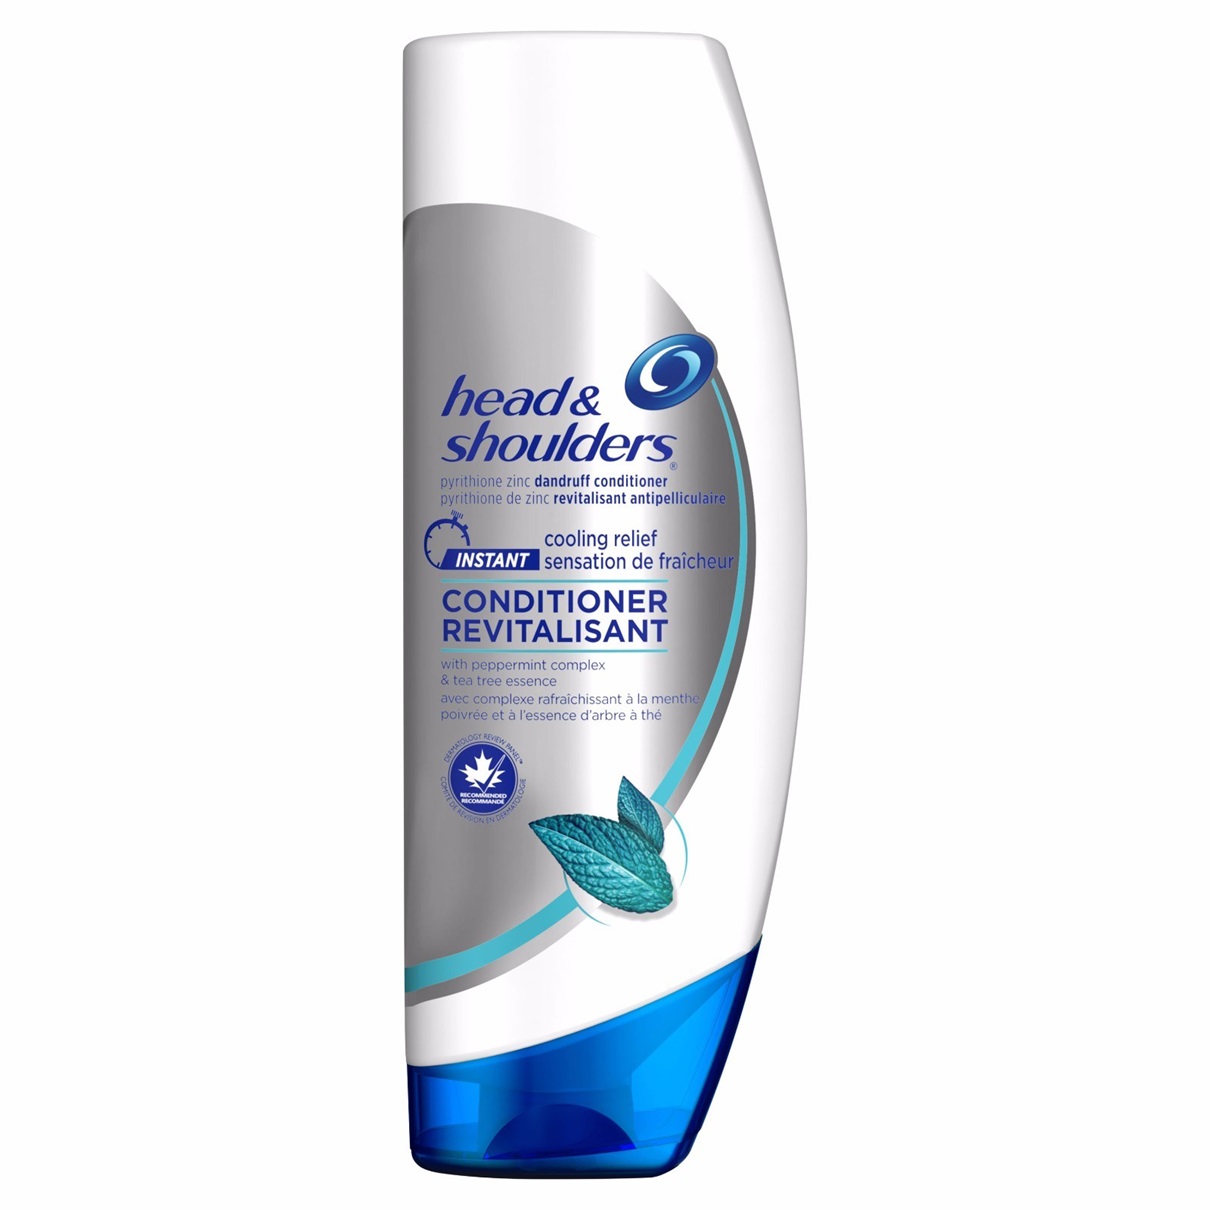 head &
shoulders®
pyrithione zinc dandruff conditioner
pyrithione de zinc revitalisant antipelliculaire
INSTANT cooling relief
sensation de fraîcheur
CONDITIONER
REVITALISANT
with peppermint complex
& tea tree essence
avec complexe rafraîchissant à la menthe
poivrée et à l'essence d'arbre à thé
DERMATOLOGY REVIEW PANEL™
RECOMMENDED
RECOMMANDÉ
COMITÉ DE RÉVISION EN DERMATOLOGIE